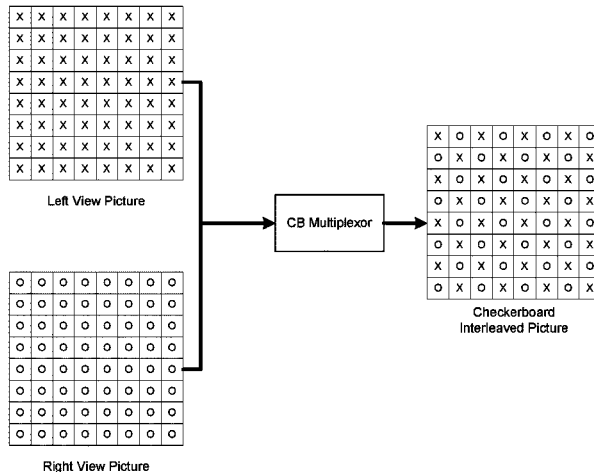 X X X X X X X X
X X X X X X X X
X X X X X X X X
X X X X X X X X
X X X X X X X X
X X X X X X X X
X X X X X X X X
X X X X X X X X
Left View Picture
CB Multiplexor
X O X O X O X O
O X O X O X O X
X O X O X O X O
O X O X O X O X
X O X O X O X O
O X O X O X O X
X O X O X O X O
O X O X O X O X
Checkerboard
Interleaved Picture
O O O O O O O O
O O O O O O O O
O O O O O O O O
O O O O O O O O
O O O O O O O O
O O O O O O O O
O O O O O O O O
O O O O O O O O
Right View Picture